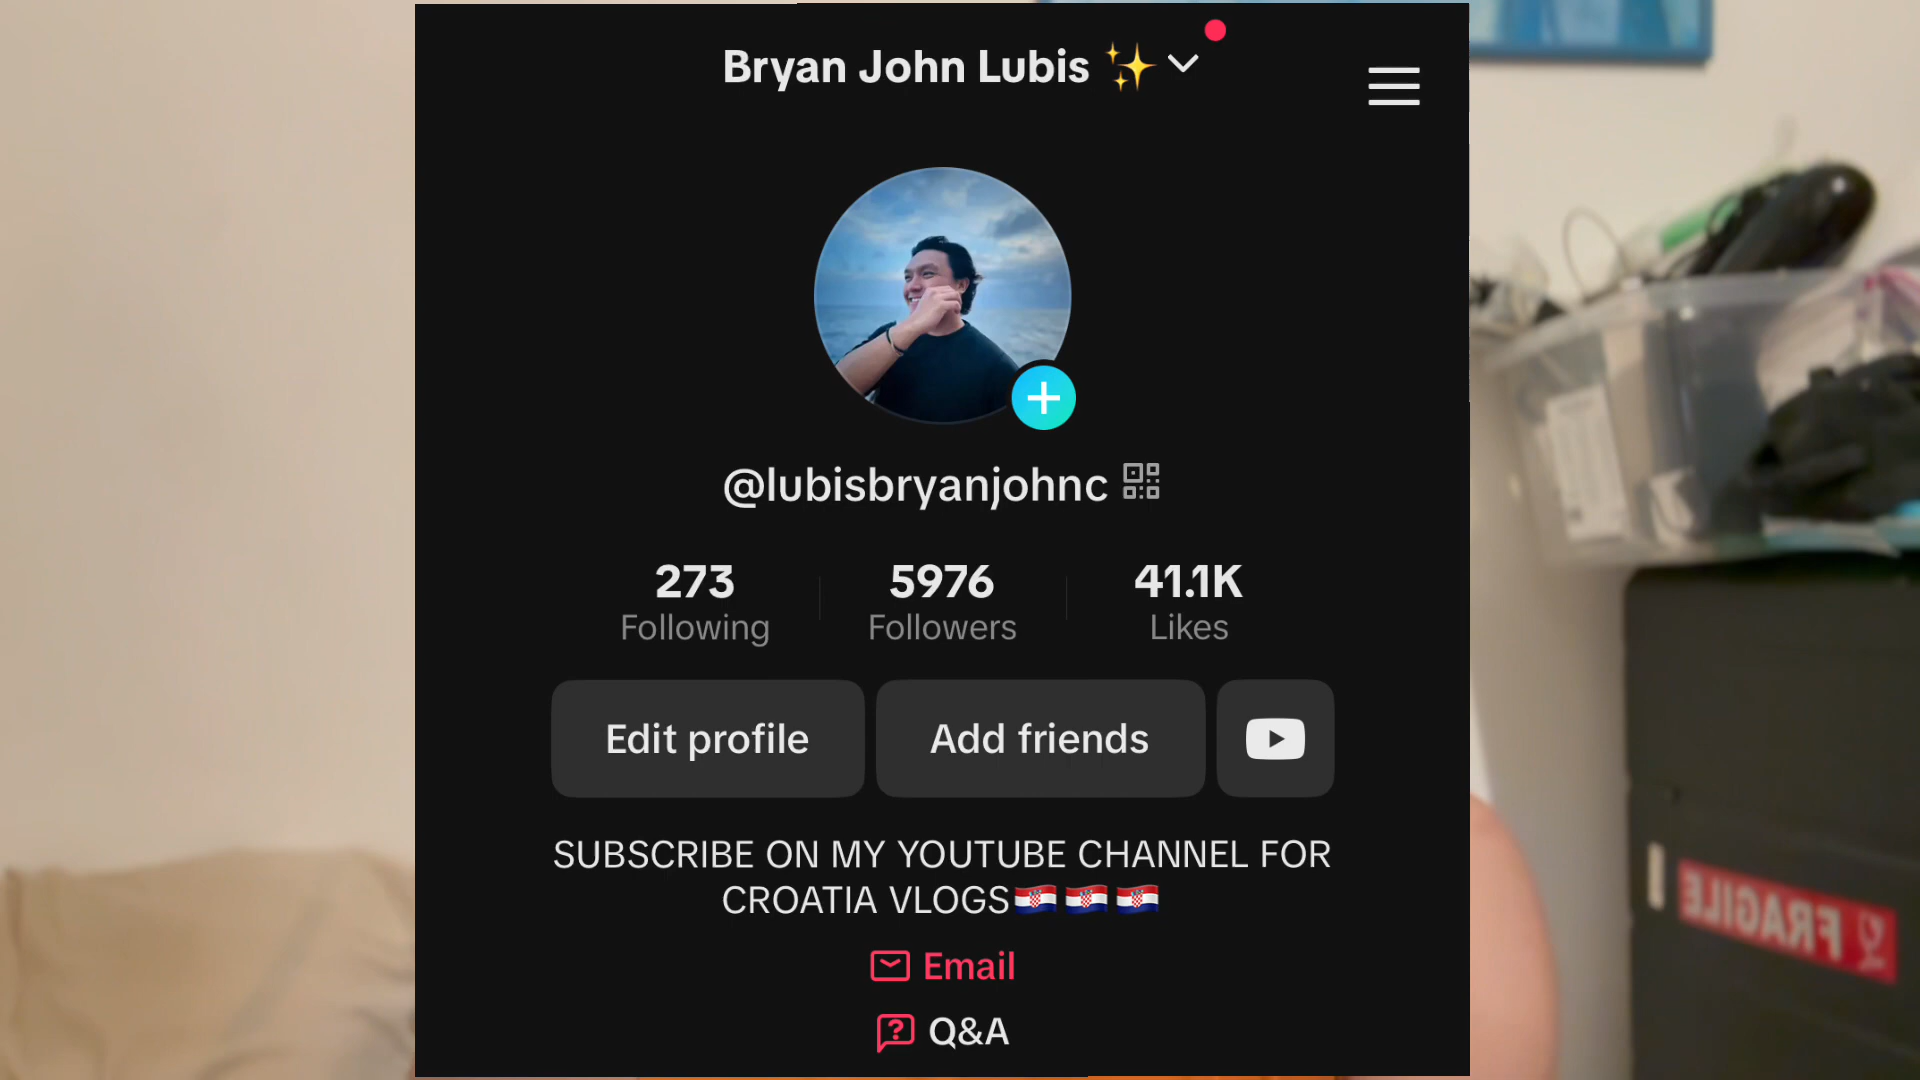 Bryan John Lubis ✨
@lubisbryanjohnc
273
Following
5976
Followers
41.1K
Likes
Edit profile
Add friends
SUBSCRIBE ON MY YOUTUBE CHANNEL FOR
CROATIA VLOGS🇭🇷🇭🇷🇭🇷
Email
Q&A
FRAGILE